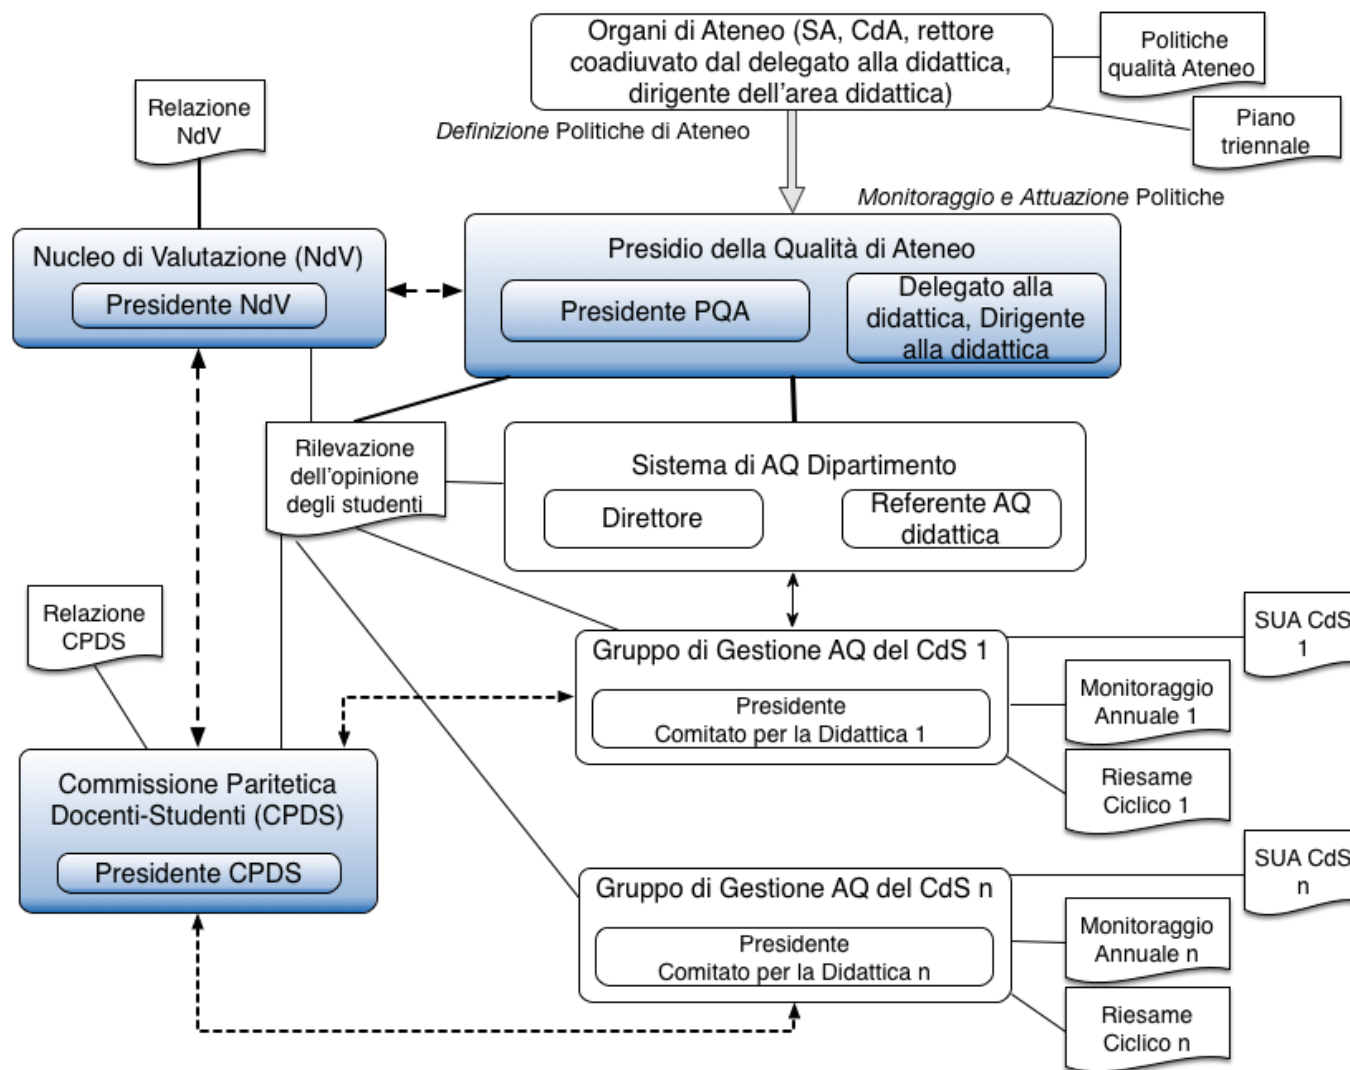 Organi di Ateneo (SA, CdA, rettore
coadiuvato dal delegato alla didattica,
dirigente dell'area didattica)
Politiche
qualità Ateneo
Piano
triennale
Relazione
NdV
Definizione Politiche di Ateneo
Monitoraggio e Attuazione Politiche
Nucleo di Valutazione (NdV)
Presidente NdV
Presidio della Qualità di Ateneo
Presidente PQA
Delegato alla
didattica, Dirigente
alla didattica
Rilevazione
dell'opinione
degli studenti
Sistema di AQ Dipartimento
Direttore
Referente AQ
didattica
Relazione
CPDS
Gruppo di Gestione AQ del CdS 1
Presidente
Comitato per la Didattica 1
SUA CdS
1
Monitoraggio
Annuale 1
Riesame
Ciclico 1
Commissione Paritetica
Docenti-Studenti (CPDS)
Presidente CPDS
Gruppo di Gestione AQ del CdS n
Presidente
Comitato per la Didattica n
SUA CdS
n
Monitoraggio
Annuale n
Riesame
Ciclico n